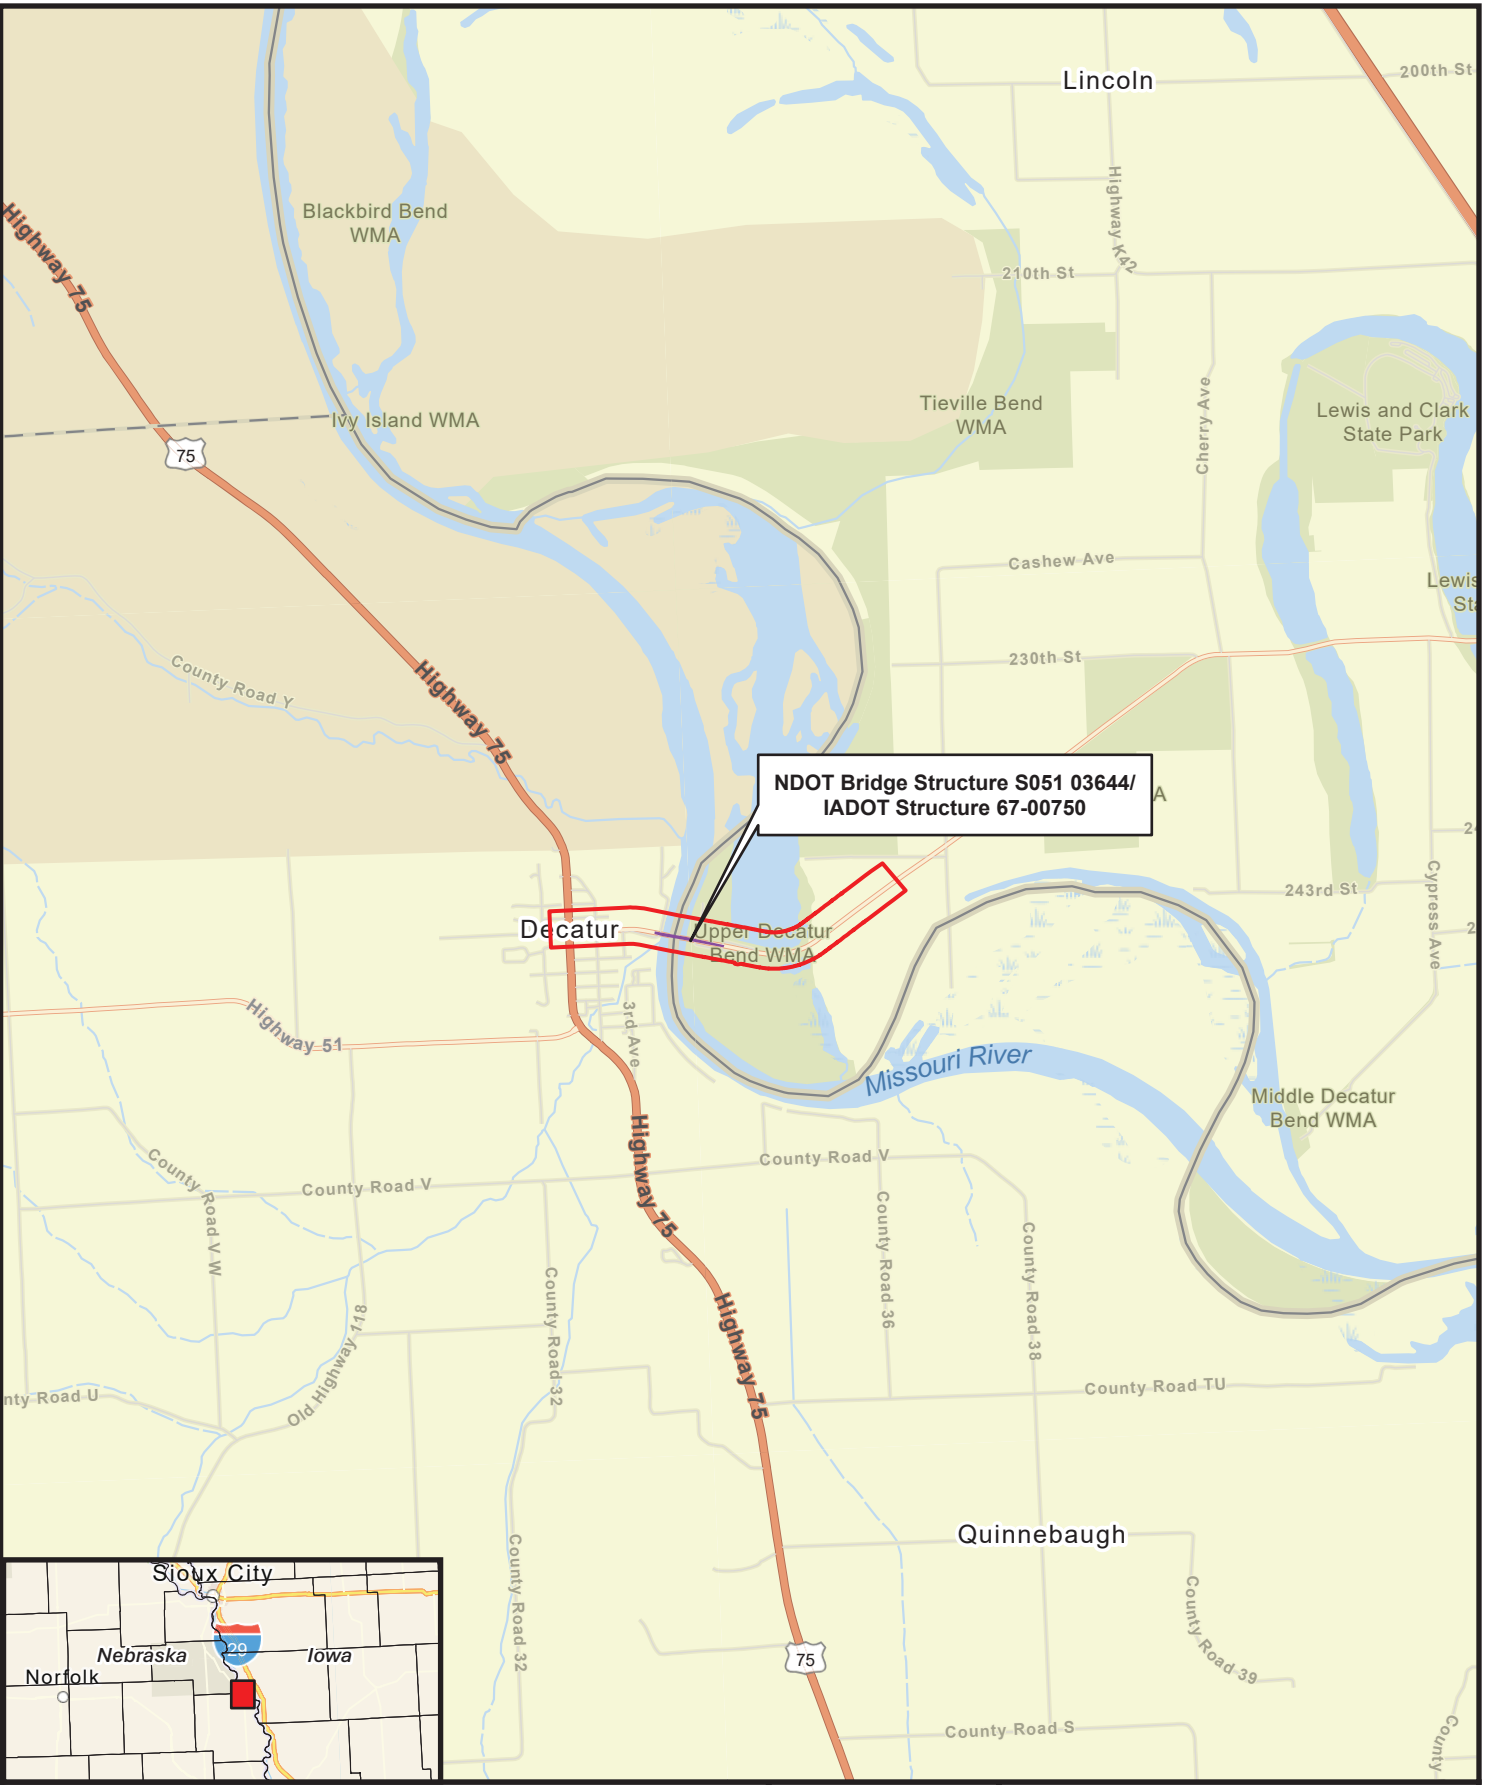 Lincoln
200th St
Highway K42
Blackbird Bend
WMA
Highway 75
210th St
Ivy Island WMA
Tieville Bend
WMA
Cherry Ave
Lewis and Clark
State Park
75
Cashew Ave
Lewis
Sta
County Road Y
Highway 75
230th St
NDOT Bridge Structure S051 03644/
IADOT Structure 67-00750
A
24
243rd St
Cypress Ave
2
Decatur
Upper Decatur
Bend WMA
Highway 51
3rd Ave
Missouri River
Middle Decatur
Bend WMA
County Road V W
County Road V
Highway 75
County Road V
County Road 36
County Road 38
County Road 32
Old Highway 118
Highway 75
nty Road U
County Road TU
Quinnebaugh
County Road 32
County Road 39
75
County Road S
County
Sioux City
29
Nebraska
Iowa
Norfolk